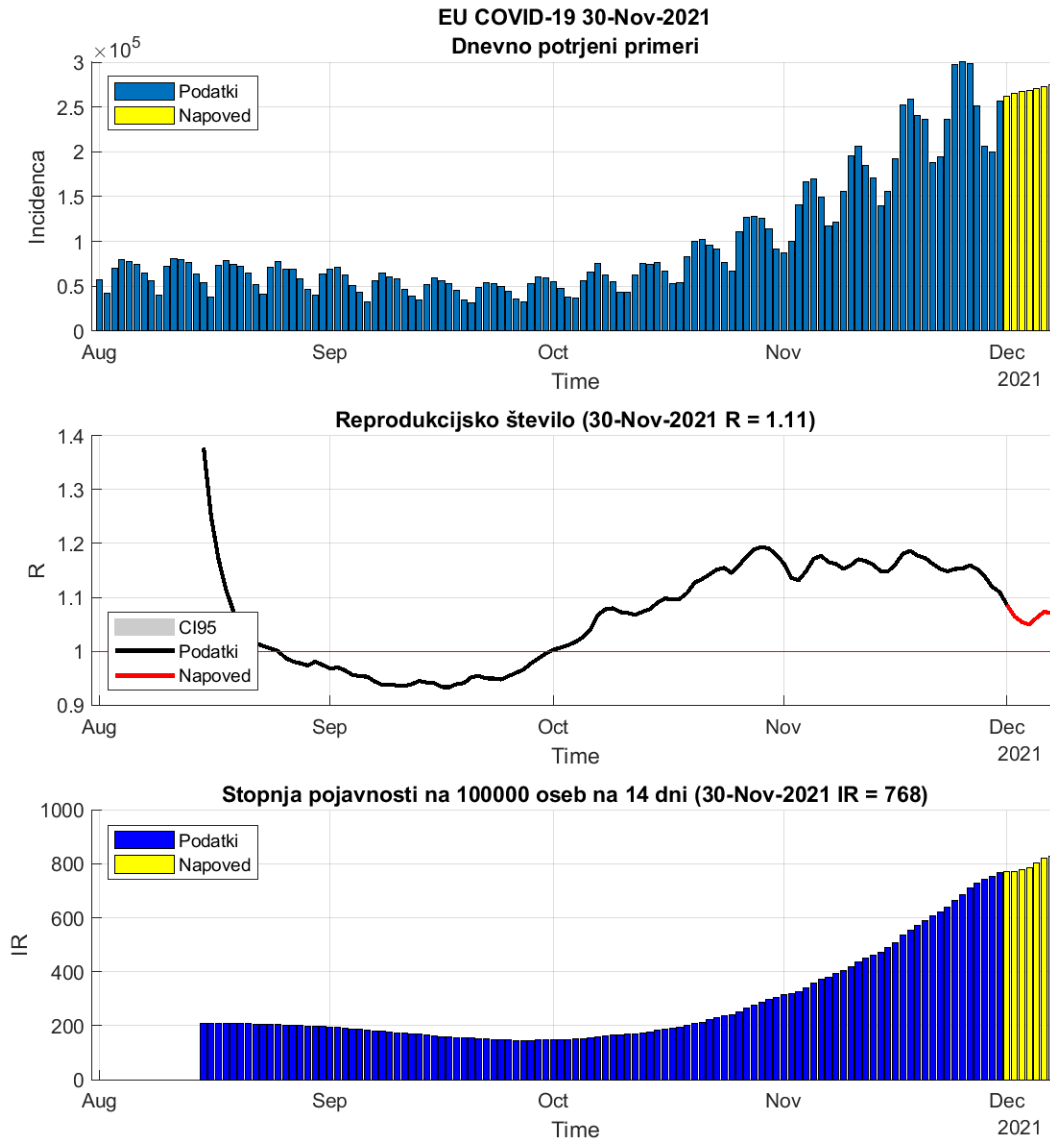 EU COVID-19 30-Nov-2021
Dnevno potrjeni primeri
×10⁵
3
2.5
2
1.5
1
0.5
0
Incidenca
Podatki
Napoved
Aug Sep Oct Nov Dec
2021
Time
Reprodukcijsko število (30-Nov-2021 R = 1.11)
1.4
1.3
1.2
1.1
1
0.9
R
CI95
Podatki
Napoved
Aug Sep Oct Nov Dec
2021
Time
Stopnja pojavnosti na 100000 oseb na 14 dni (30-Nov-2021 IR = 768)
1000
800
600
400
200
0
IR
Podatki
Napoved
Aug Sep Oct Nov Dec
2021
Time